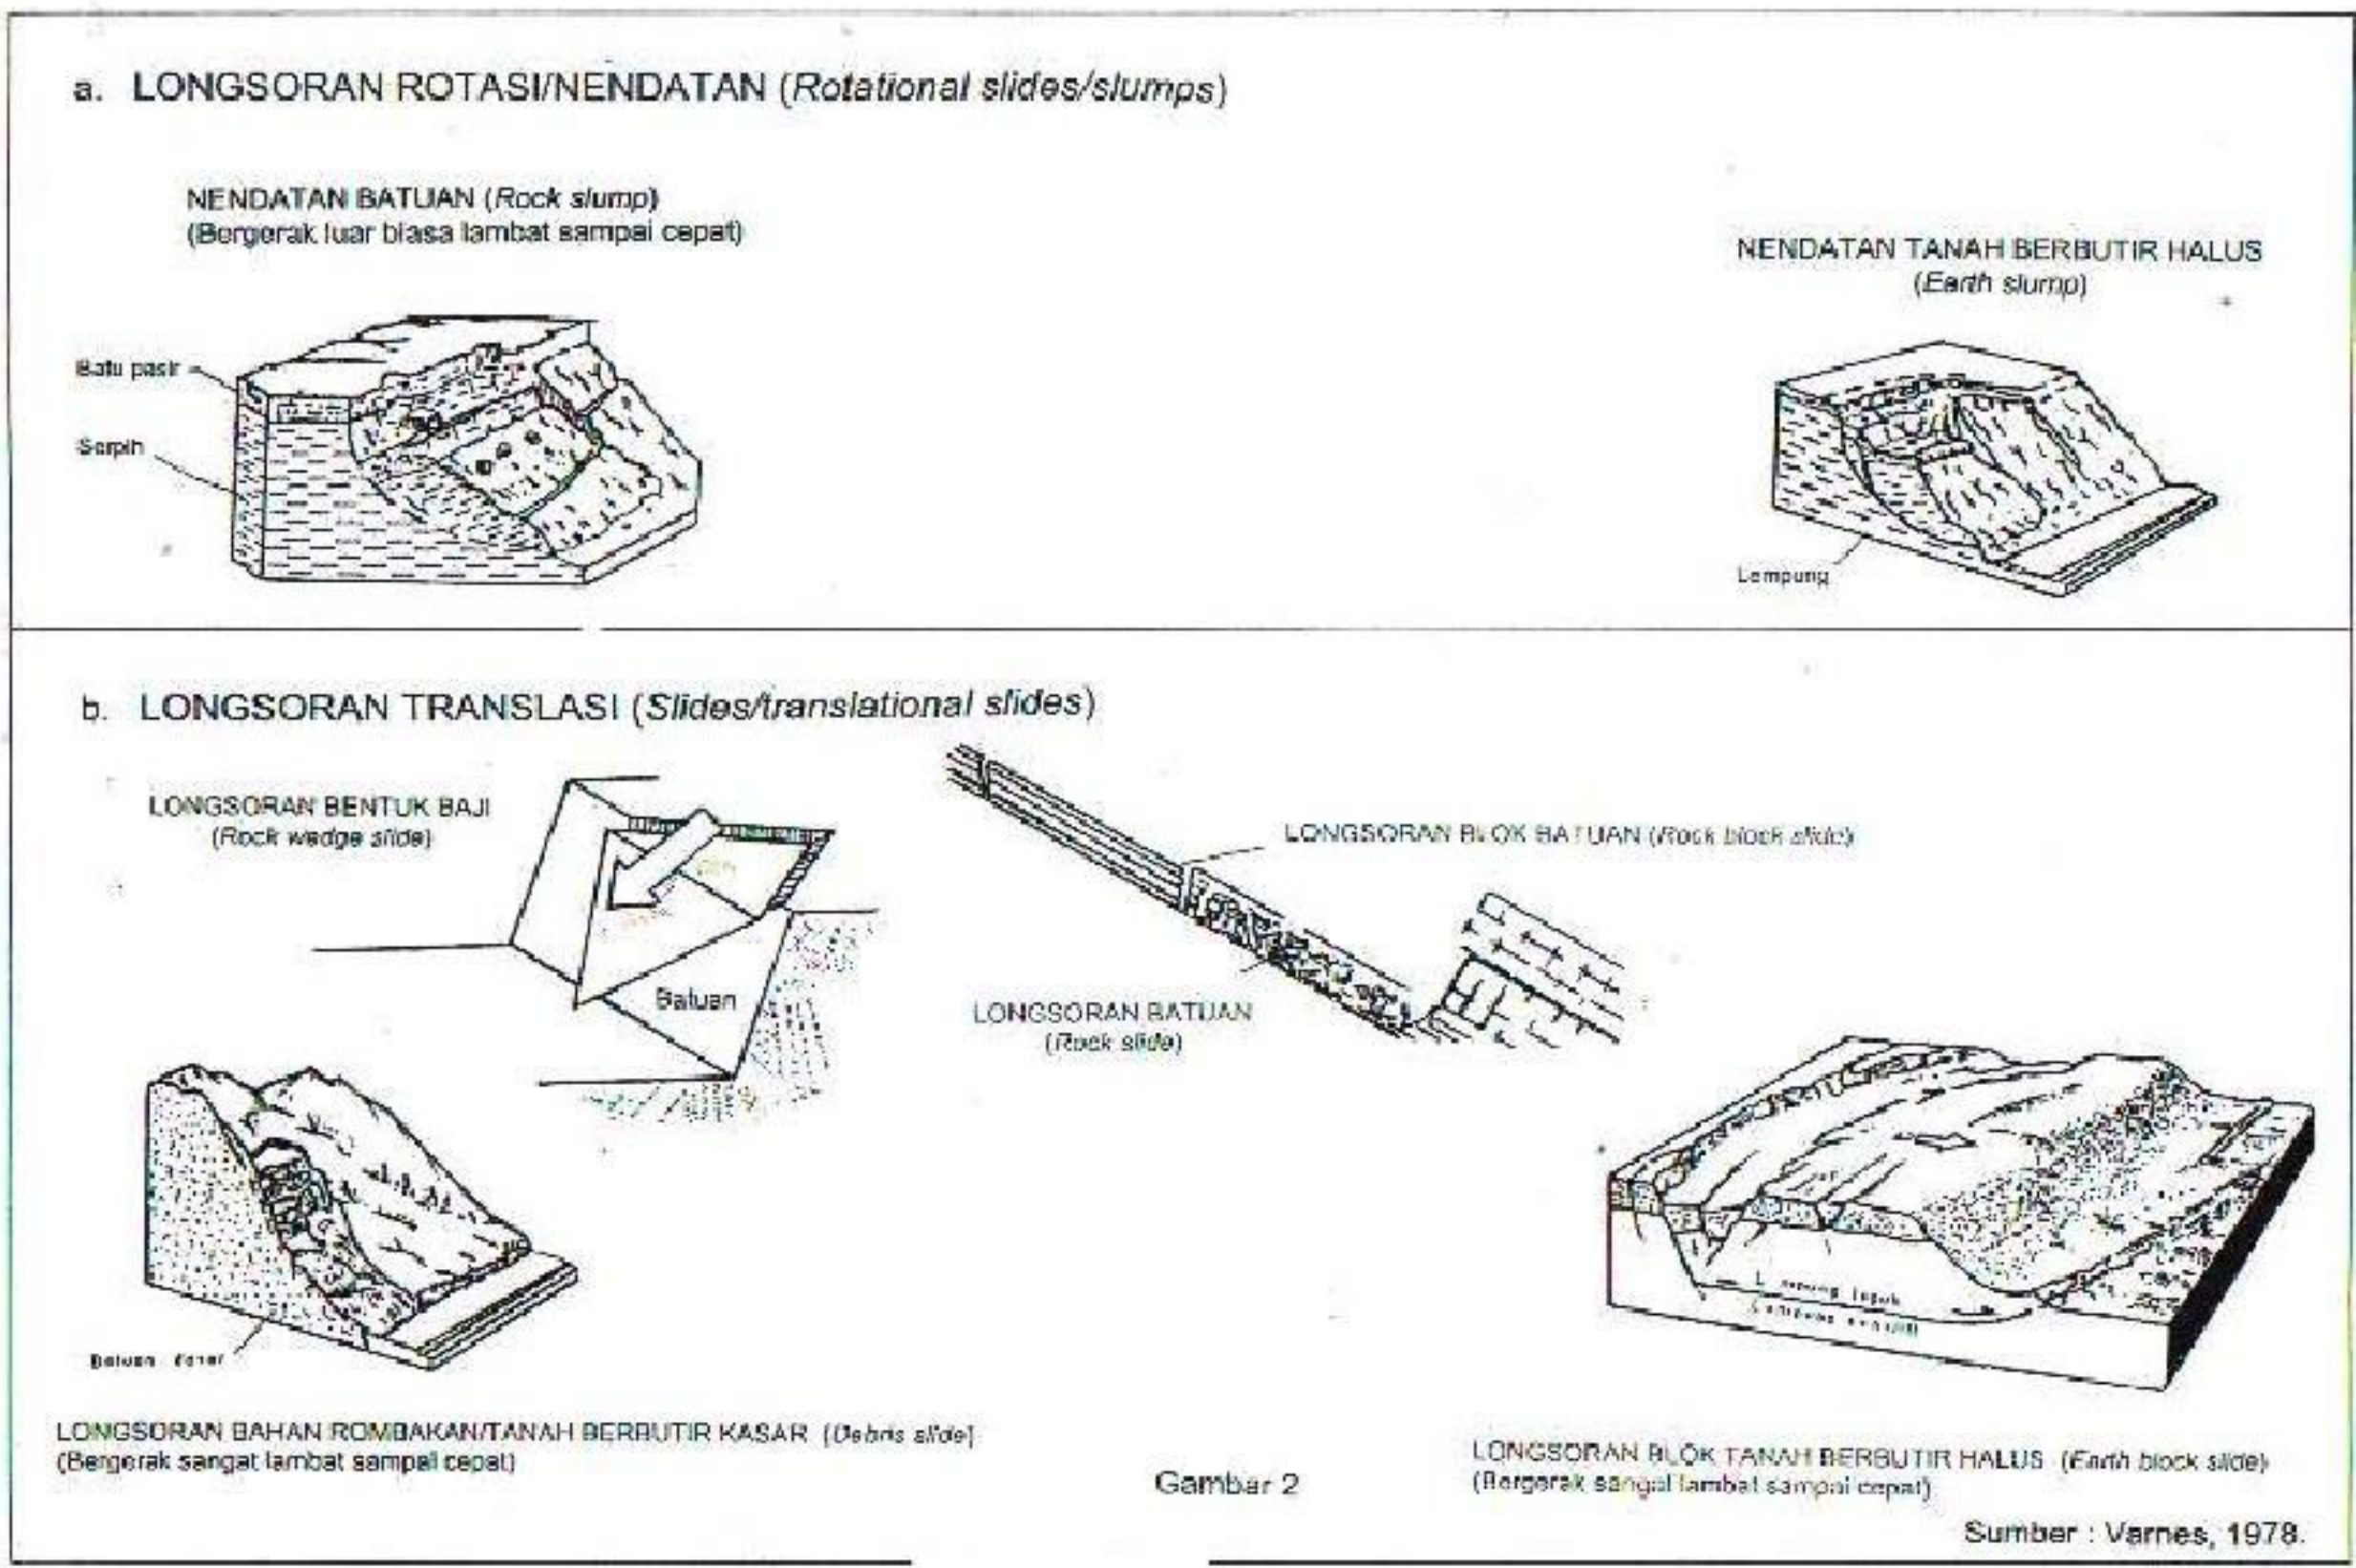 a. LONGSORAN ROTASI/NENDATAN (Rotational slides/slumps)
NENDATAN BATUAN (Rock slump)
(Bergerak luar biasa lambat sampai cepat)
NENDATAN TANAH BERBUTIR HALUS
(Earth slump)
Batu pasir
Serpih
Lempung
b. LONGSORAN TRANSLASI (Slides/translational slides)
LONGSORAN BENTUK BAJI
(Rock wedge slide)
LONGSORAN BLOK BATUAN (Rock block slide)
Batuan
LONGSORAN BATUAN
(Rock slide)
Batuan dasar
LONGSORAN BAHAN ROMBAKAN/TANAH BERBUTIR KASAR (Debris slide)
(Bergerak sangat lambat sampai cepat)
LONGSORAN BLOK TANAH BERBUTIR HALUS (Earth block slide)
(Bergerak sangat lambat sampai cepat)
Gambar 2
Sumber : Varnes, 1978.